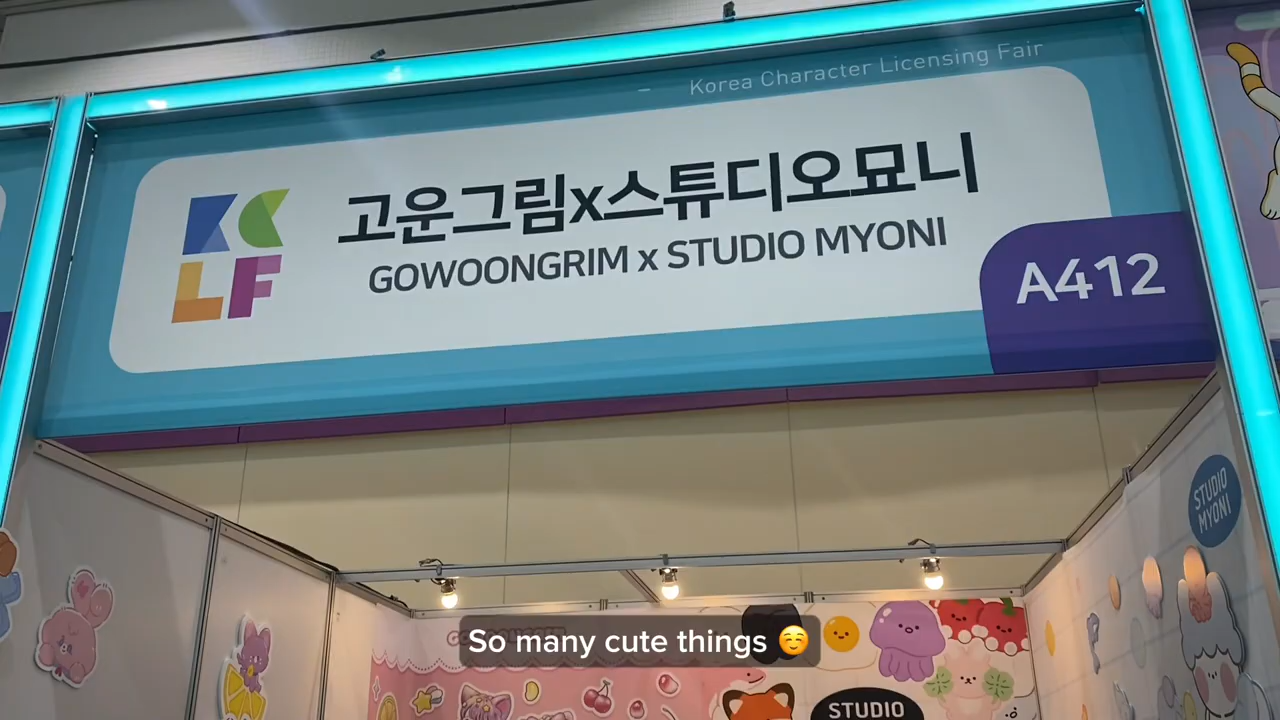 Korea Character Licensing Fair
KC
LF
고운그림x스튜디오묘니
GOWOONGRIM x STUDIO MYONI
A412
STUDIO
MYONI
So many cute things ☺️
STUDIO